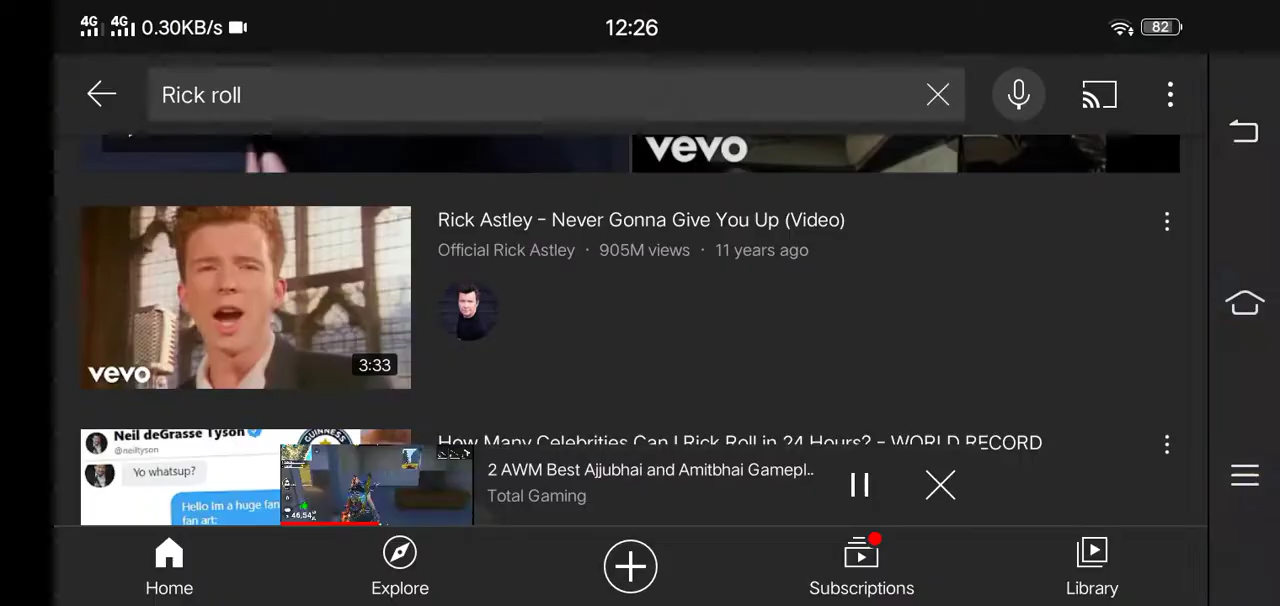 4G 4G 0.30KB/s 12:26 82
Rick roll
vevo
Rick Astley - Never Gonna Give You Up (Video)
Official Rick Astley · 905M views · 11 years ago
vevo
3:33
Neil deGrasse Tyson
@neiltyson
Yo whatsup?
Hello Im a huge fan
fan art:
GUINNESS
How Many Celebrities Can I Rick Roll in 24 Hours? - WORLD RECORD
2 AWM Best Ajjubhai and Amitbhai Gamepl..
Total Gaming
Home
Explore
Subscriptions
Library